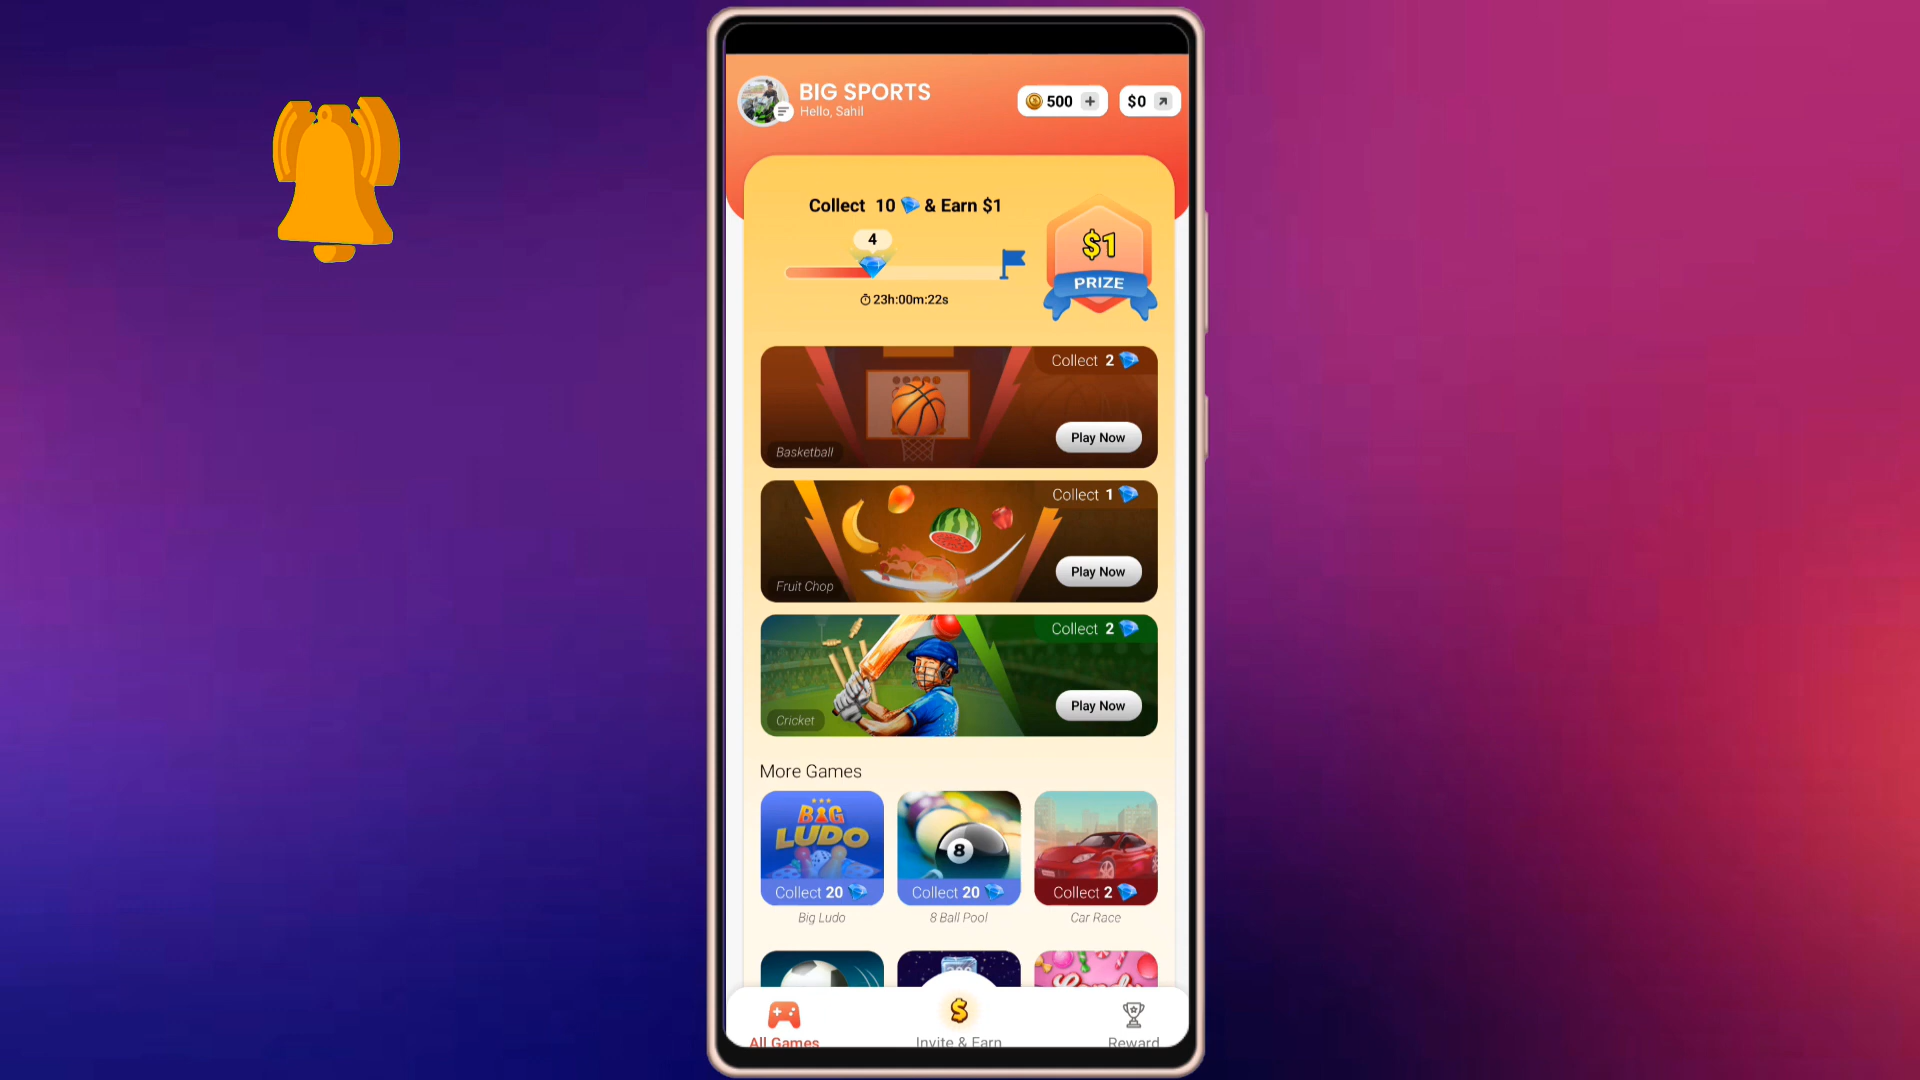 BIG SPORTS
Hello, Sahil
500
$0
Collect 10 & Earn $1
4
23h:00m:22s
$1
PRIZE
Collect 2
Basketball
Play Now
Collect 1
Fruit Chop
Play Now
Collect 2
Cricket
Play Now
More Games
BIG
LUDO
Collect 20
Big Ludo
8
Collect 20
8 Ball Pool
Collect 2
Car Race
All Games
$
Invite & Earn
Reward